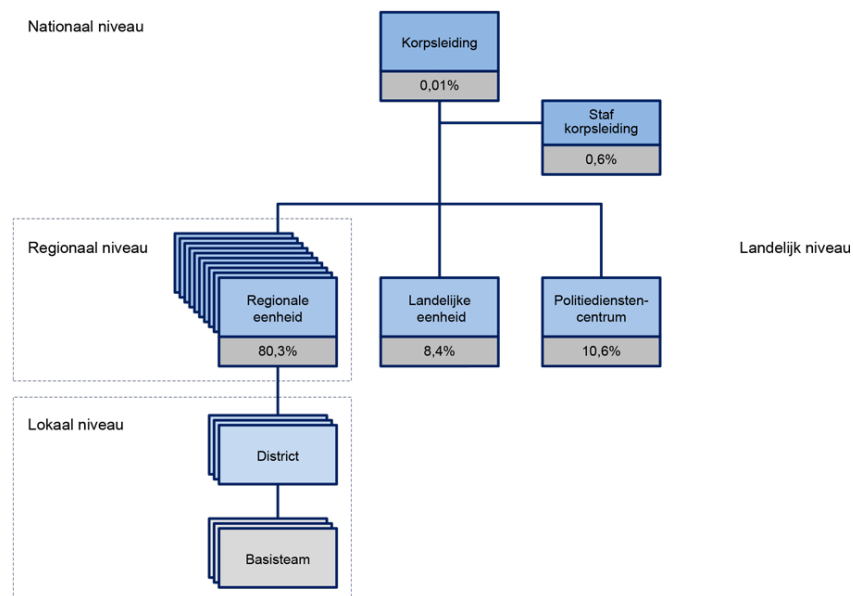 Nationaal niveau
Korpsleiding
0,01%
Staf
korpsleiding
0,6%
Regionaal niveau
Landelijk niveau
Regionale
eenheid
80,3%
Landelijke
eenheid
8,4%
Politiediensten-
centrum
10,6%
Lokaal niveau
District
Basisteam